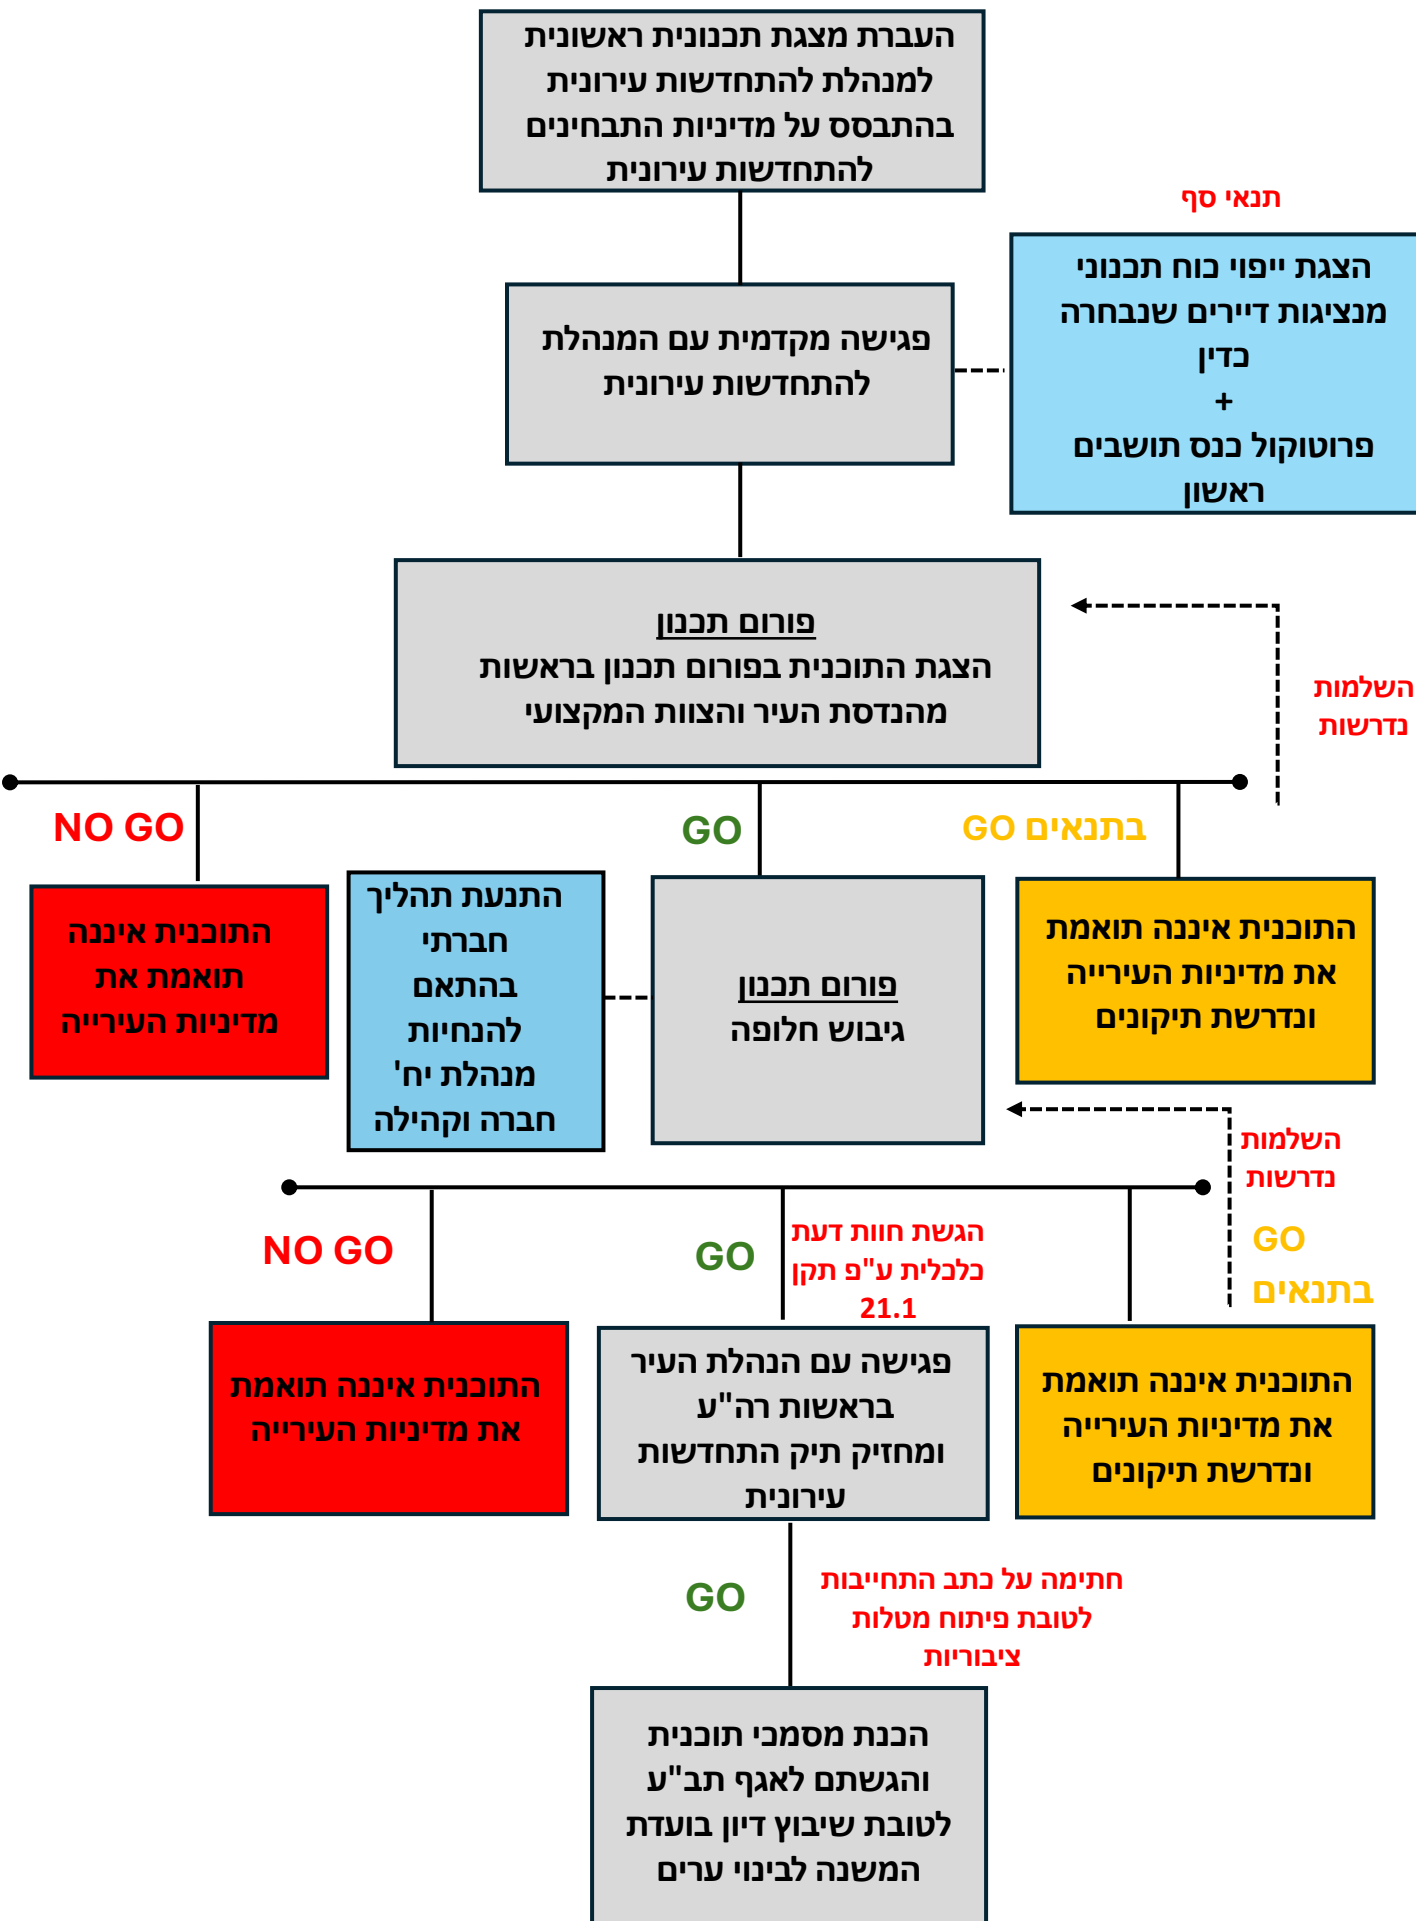 העברת מצגת תכנונית ראשונית
למנהלת להתחדשות עירונית
בהתבסס על מדיניות התבחינים
להתחדשות עירונית
תנאי סף
הצגת ייפוי כוח תכנוני
מנציגות דיירים שנבחרה
כדין
+
פרוטוקול כנס תושבים
ראשון
פגישה מקדמית עם המנהלת
להתחדשות עירונית
פורום תכנון
הצגת התוכנית בפורום תכנון בראשות
מהנדסת העיר והצוות המקצועי
השלמות
נדרשות
בתנאים GO
GO
NO GO
התוכנית איננה תואמת
את מדיניות העירייה
ונדרשת תיקונים
פורום תכנון
גיבוש חלופה
התנעת תהליך
חברתי
בהתאם
להנחיות
מנהלת יח'
חברה וקהילה
התוכנית איננה
תואמת את
מדיניות העירייה
השלמות
נדרשות
GO
בתנאים
הגשת חוות דעת
כלכלית ע"פ תקן
21.1
GO
NO GO
התוכנית איננה תואמת
את מדיניות העירייה
ונדרשת תיקונים
פגישה עם הנהלת העיר
בראשות רה"ע
ומחזיק תיק התחדשות
עירונית
התוכנית איננה תואמת
את מדיניות העירייה
חתימה על כתב התחייבות
לטובת פיתוח מטלות
ציבוריות
GO
הכנת מסמכי תוכנית
והגשתם לאגף תב"ע
לטובת שיבוץ דיון בועדת
המשנה לבינוי ערים